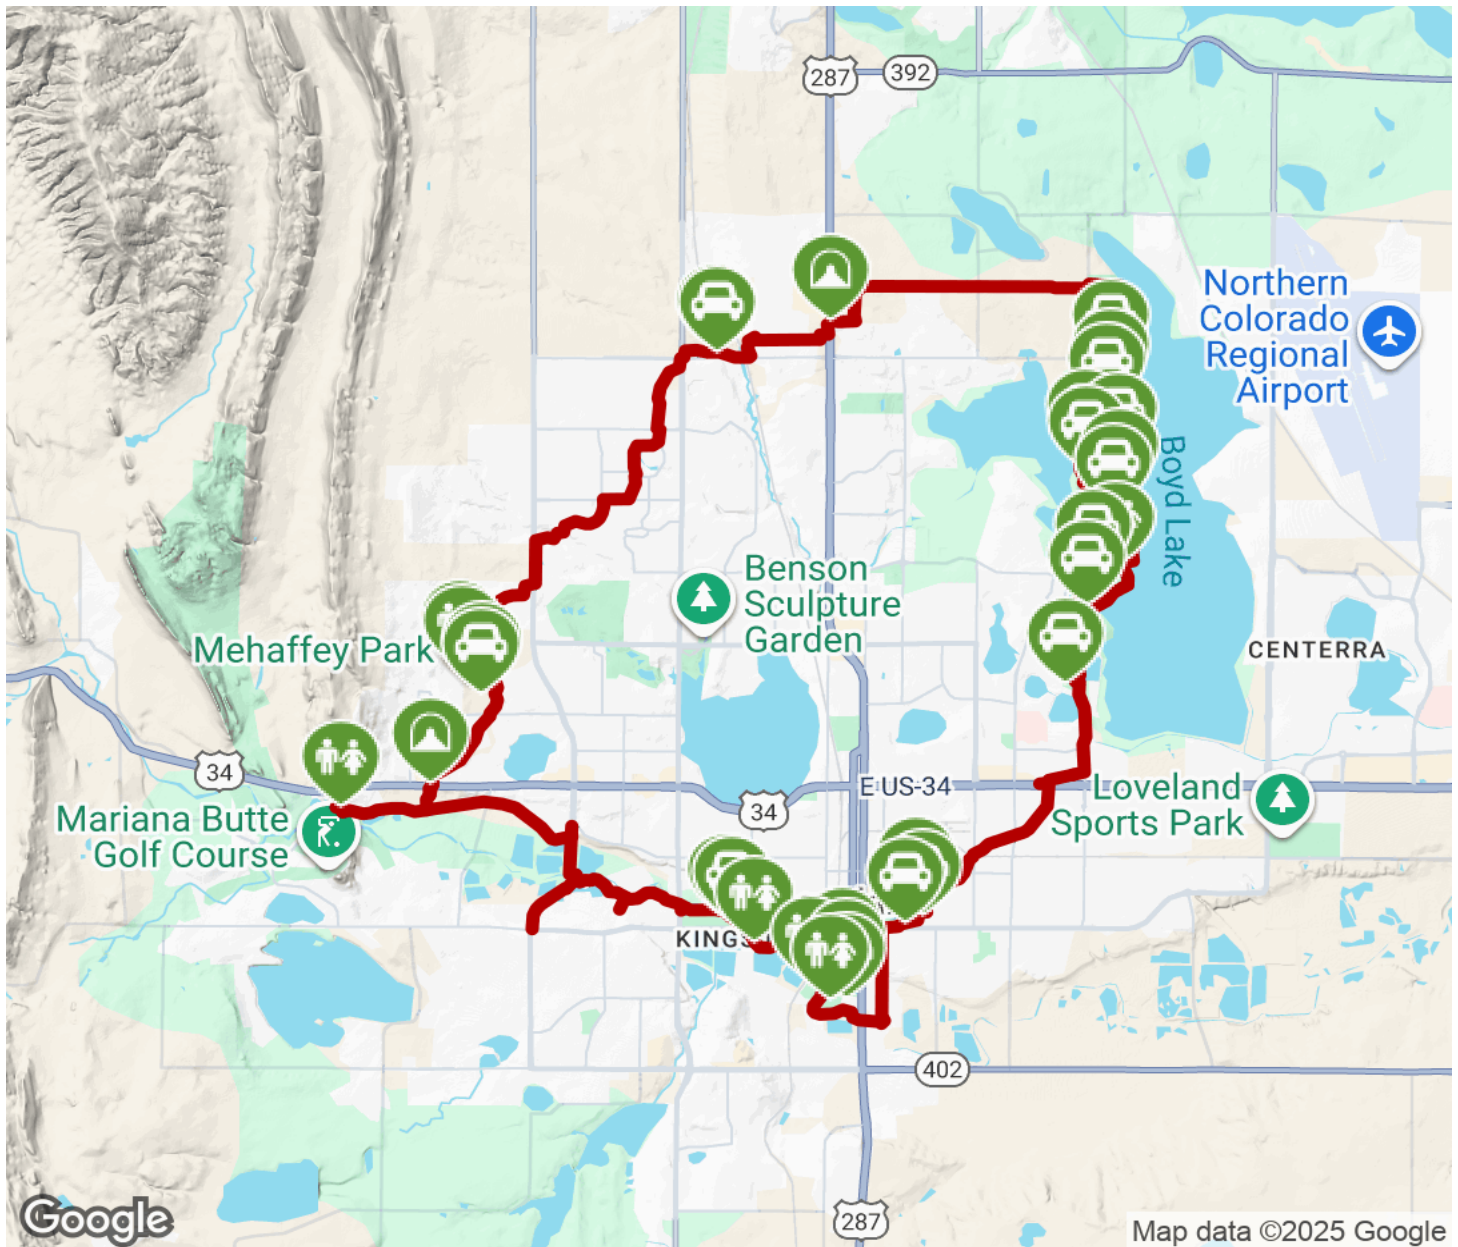 287
392
Northern
Colorado
Regional
Airport
Boyd Lake
Benson
Sculpture
Garden
Mehaffey Park
CENTERRA
34
E US-34
Loveland
Sports Park
34
Mariana Butte
Golf Course
KINGS
402
287
Google
Map data ©2025 Google